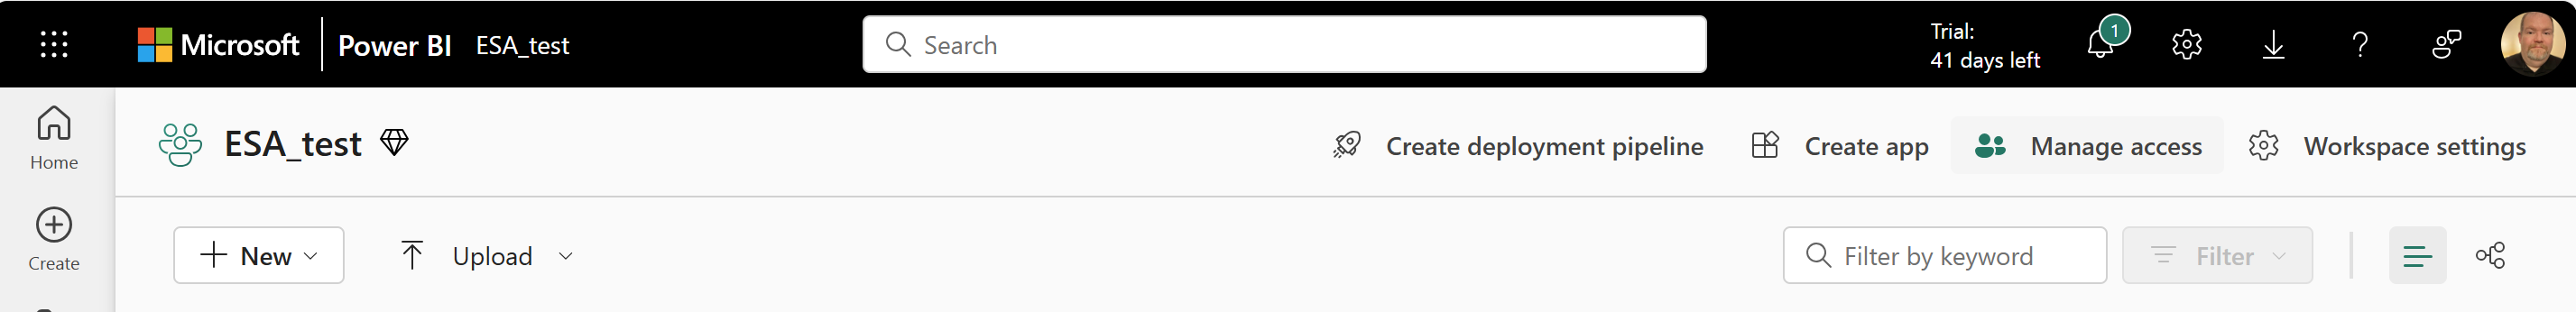 Microsoft Power BI ESA_test
Search
Trial:
41 days left
1
?
Home
ESA_test
Create deployment pipeline
Create app
Manage access
Workspace settings
Create
New
Upload
Filter by keyword
Filter